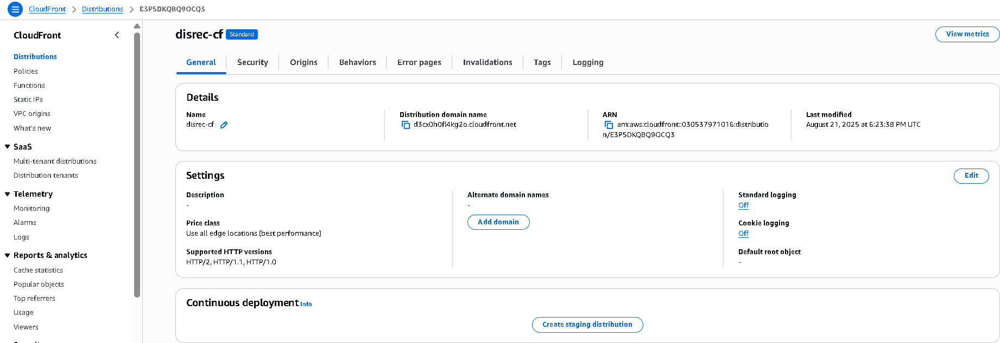 CloudFront > Distributions > E3P5DKQBQ9OCQ3
CloudFront
Distributions
Policies
Functions
Static IPs
VPC origins
What's new
SaaS
Multi-tenant distributions
Distribution tenants
Telemetry
Monitoring
Alarms
Logs
Reports & analytics
Cache statistics
Popular objects
Top referrers
Usage
Viewers
disrec-cf Standard
View metrics
General
Security
Origins
Behaviors
Error pages
Invalidations
Tags
Logging
Details
Name
disrec-cf
Distribution domain name
d3cx0h0fl4kg2o.cloudfront.net
ARN
arn:aws:cloudfront::030537971016:distributio
n/E3P5DKQBQ9OCQ3
Last modified
August 21, 2025 at 6:23:38 PM UTC
Settings
Edit
Description
-
Price class
Use all edge locations (best performance)
Supported HTTP versions
HTTP/2, HTTP/1.1, HTTP/1.0
Alternate domain names
-
Add domain
Standard logging
Off
Cookie logging
Off
Default root object
-
Continuous deployment Info
Create staging distribution